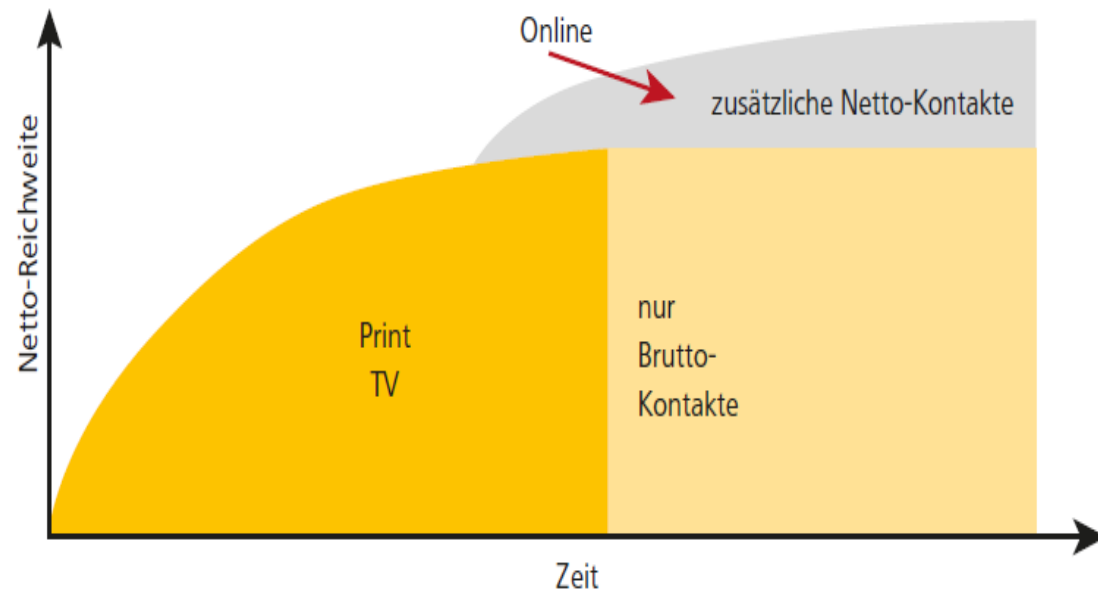 Online
zusätzliche Netto-Kontakte
Netto-Reichweite
Print
TV
nur
Brutto-
Kontakte
Zeit